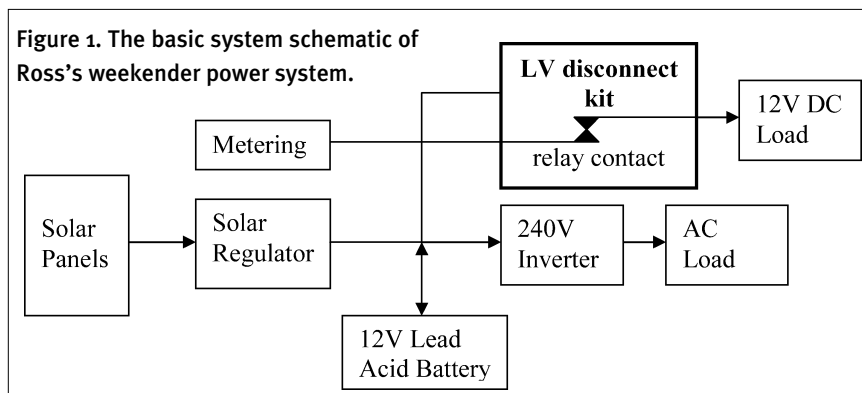 Figure 1. The basic system schematic of
Ross's weekender power system.
LV disconnect
kit
relay contact
12V DC
Load
Metering
Solar
Panels
Solar
Regulator
240V
Inverter
AC
Load
12V Lead
Acid Battery